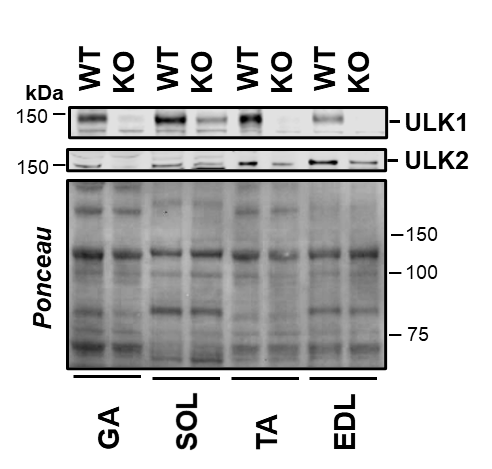 WT KO WT KO WT KO WT KO
kDa
150
ULK1
150
ULK2
Ponceau
150
100
75
GA SOL TA EDL